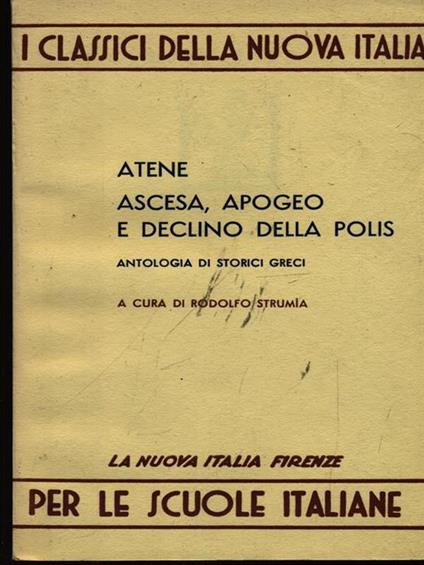 I CLASSICI DELLA NUOVA ITALIA
ATENE
ASCESA, APOGEO
E DECLINO DELLA POLIS
ANTOLOGIA DI STORICI GRECI
A CURA DI RODOLFO STRUMÌA
LA NUOVA ITALIA FIRENZE
PER LE SCUOLE ITALIANE